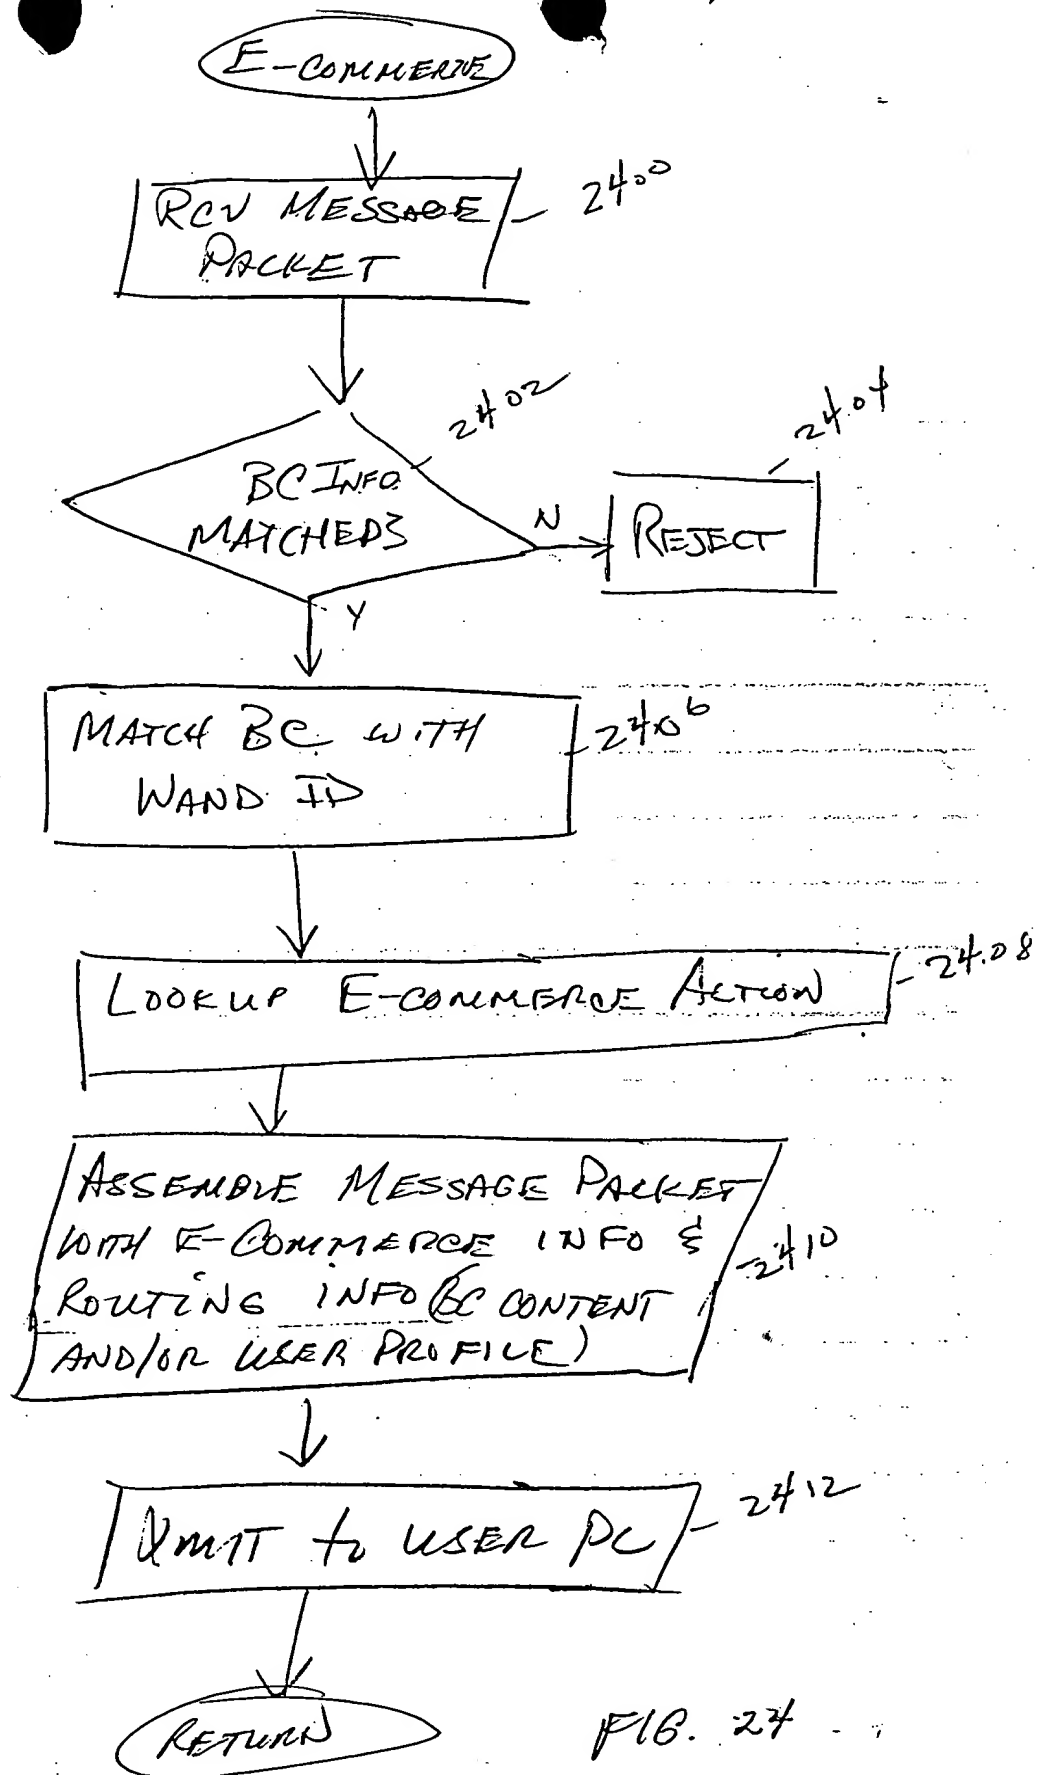 E-COMMERCE
RCV MESSAGE
PACKET
2400
BC INFO
MATCHED?
2402
N
REJECT
2404
Y
MATCH BC WITH
WAND ID
2406
LOOKUP E-COMMERCE ACTION
2408
ASSEMBLE MESSAGE PACKET
WITH E-COMMERCE INFO &
ROUTING INFO (BC CONTENT
AND/OR USER PROFILE)
2410
XMIT to USER PC
2412
RETURN
FIG. 24